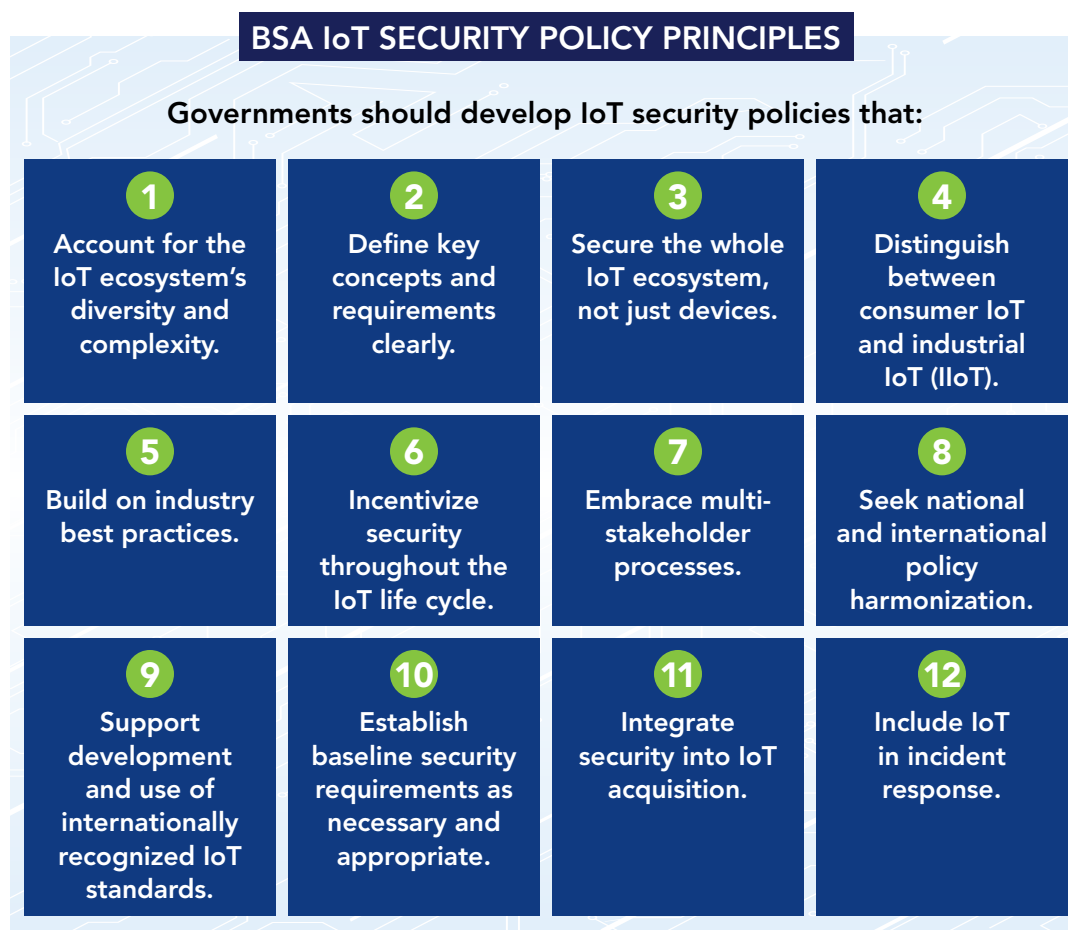 BSA IoT SECURITY POLICY PRINCIPLES
Governments should develop IoT security policies that:
1
Account for the
IoT ecosystem’s
diversity and
complexity.
2
Define key
concepts and
requirements
clearly.
3
Secure the whole
IoT ecosystem,
not just devices.
4
Distinguish
between
consumer IoT
and industrial
IoT (IIoT).
5
Build on industry
best practices.
6
Incentivize
security
throughout the
IoT life cycle.
7
Embrace multi-
stakeholder
processes.
8
Seek national
and international
policy
harmonization.
9
Support
development
and use of
internationally
recognized IoT
standards.
10
Establish
baseline security
requirements as
necessary and
appropriate.
11
Integrate
security into IoT
acquisition.
12
Include IoT
in incident
response.